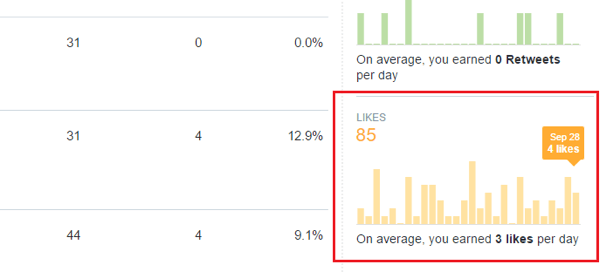 31 0 0.0%
On average, you earned 0 Retweets
per day
LIKES
85
Sep 28
4 likes
31 4 12.9%
44 4 9.1%
On average, you earned 3 likes per day